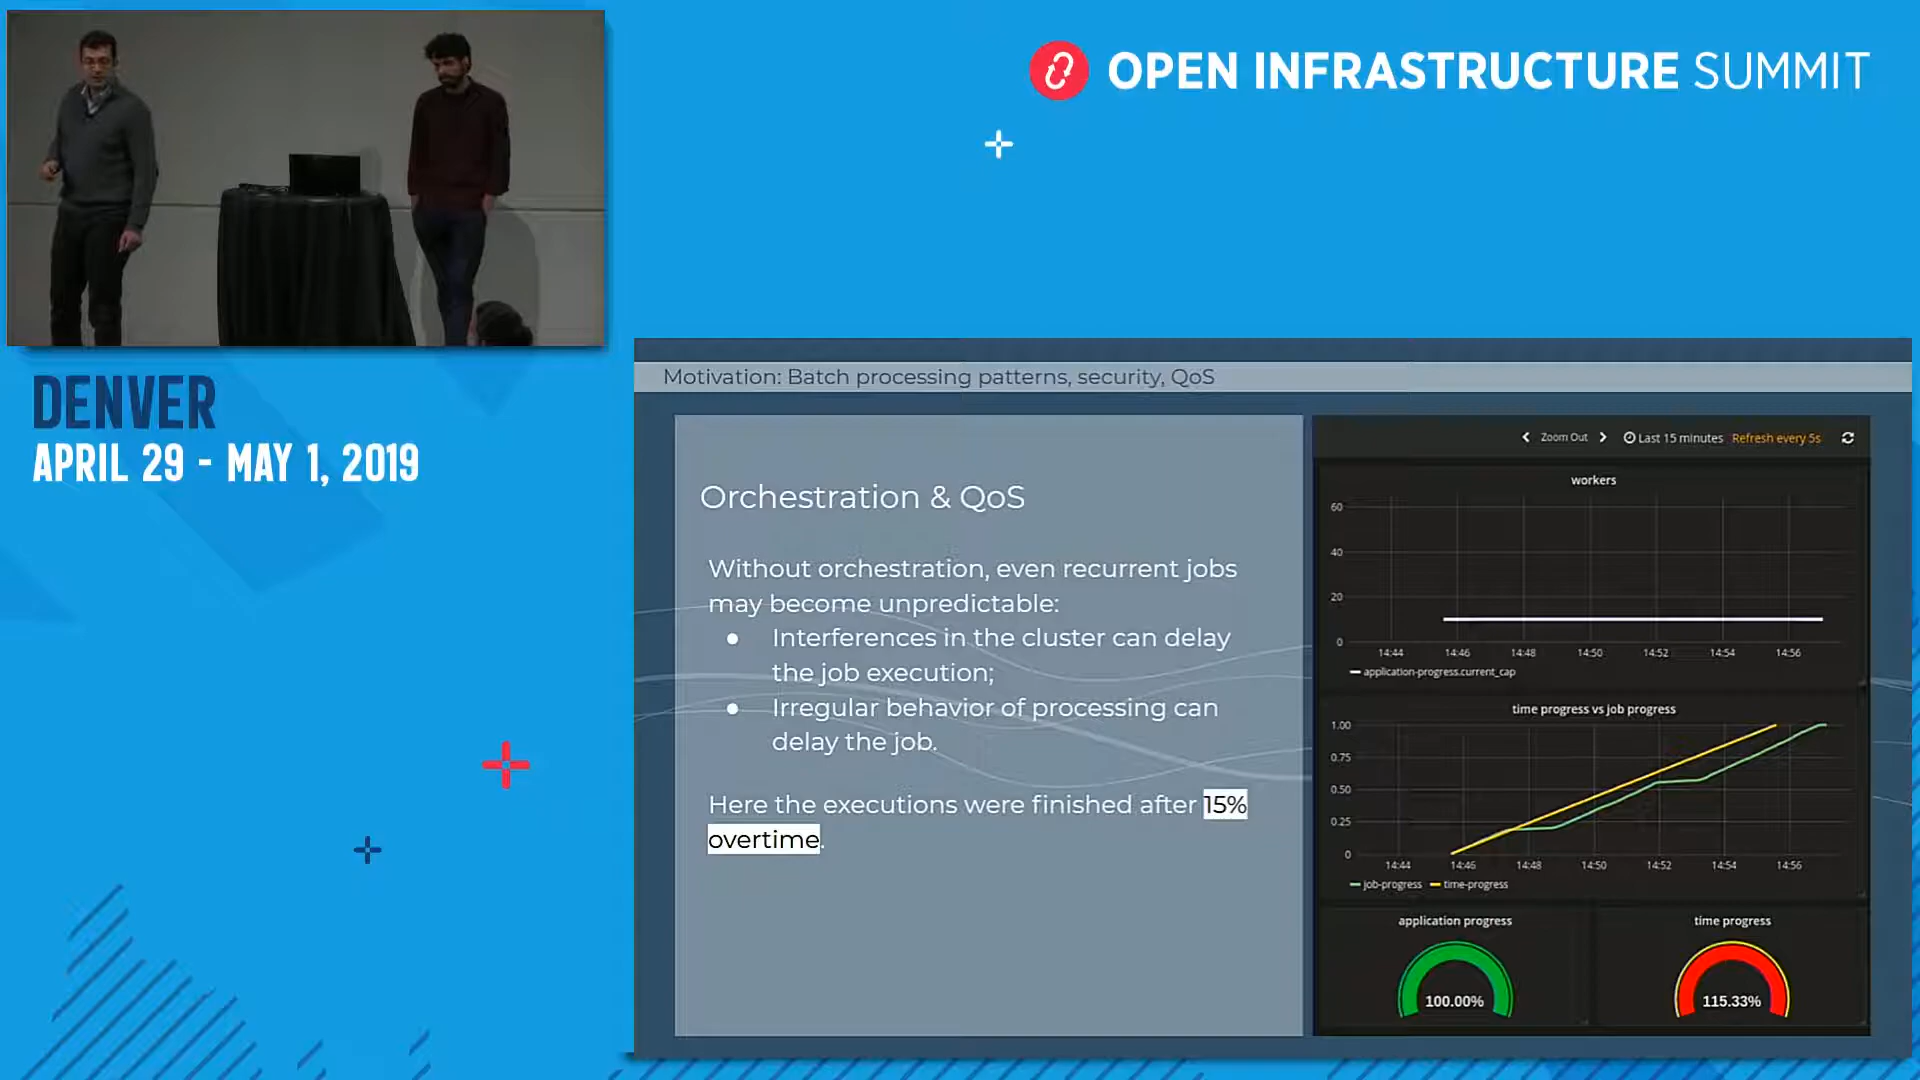 OPEN INFRASTRUCTURE SUMMIT
DENVER
APRIL 29 - MAY 1, 2019
Motivation: Batch processing patterns, security, QoS
Orchestration & QoS
Without orchestration, even recurrent jobs
may become unpredictable:
● Interferences in the cluster can delay
the job execution;
● Irregular behavior of processing can
delay the job.
Here the executions were finished after 15%
overtime.
Zoom Out Last 15 minutes Refresh every 5s
workers
60
40
20
0
14:44 14:46 14:48 14:50 14:52 14:54 14:56
application-progress.current_cap
time progress vs job progress
1.00
0.75
0.50
0.25
0
14:44 14:46 14:48 14:50 14:52 14:54 14:56
job-progress time-progress
application progress
100.00%
time progress
115.33%